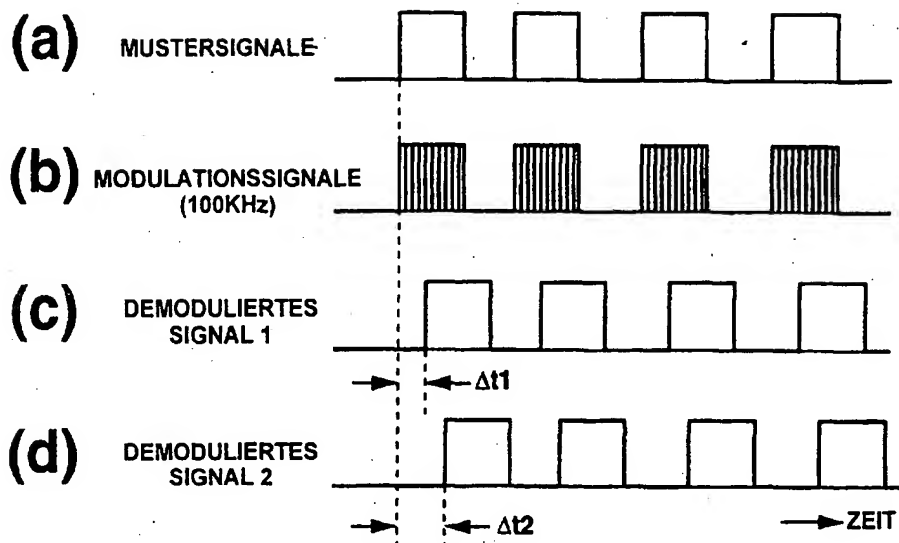 (a) MUSTERSIGNALE
(b) MODULATIONSSIGNALE
(100KHz)
(c) DEMODULIERTES
SIGNAL 1
Δt1
(d) DEMODULIERTES
SIGNAL 2
Δt2
ZEIT